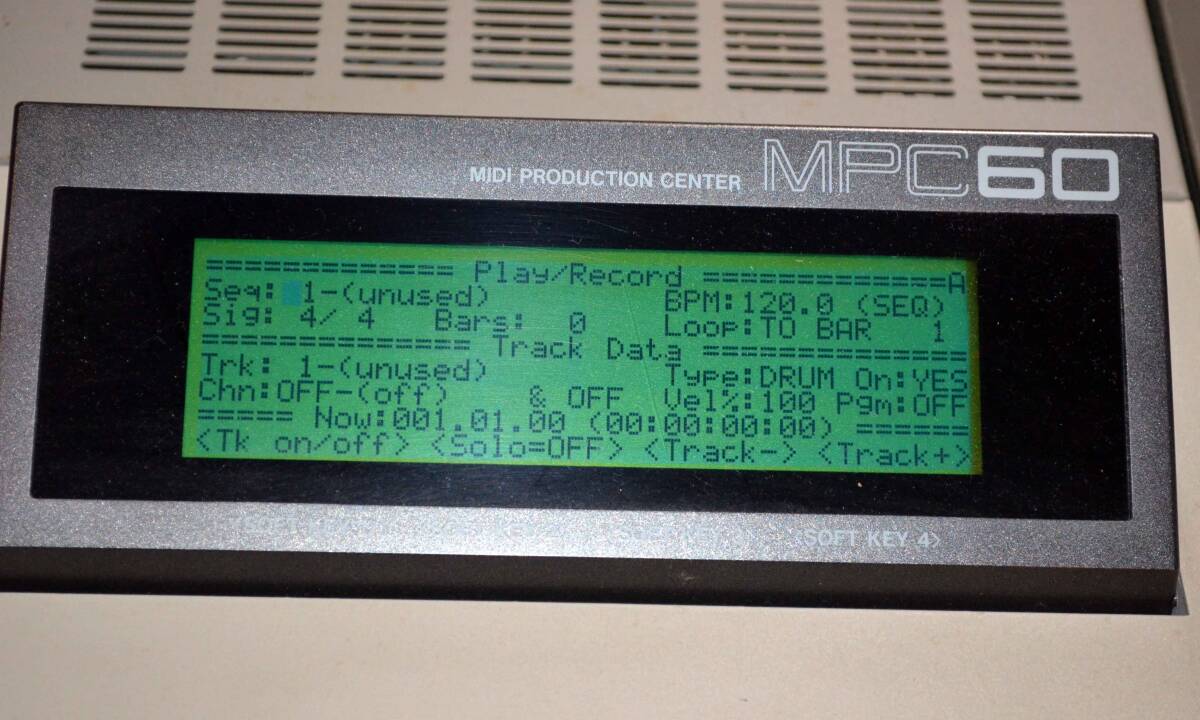 MIDI PRODUCTION CENTER MPC60
============= Play/Record ==============A
Seq: 1-(unused) BPM:120.0 (SEQ)
Sig: 4/ 4 Bars: 0 Loop:TO BAR 1
============== Track Data ==============
Trk: 1-(unused) Type:DRUM On:YES
Chn:OFF-(off) & OFF Vel%:100 Pgm:OFF
===== Now:001.01.00 (00:00:00:00) ======
<Tk on/off> <Solo=OFF> <Track-> <Track+>
<SOFT KEY 4>